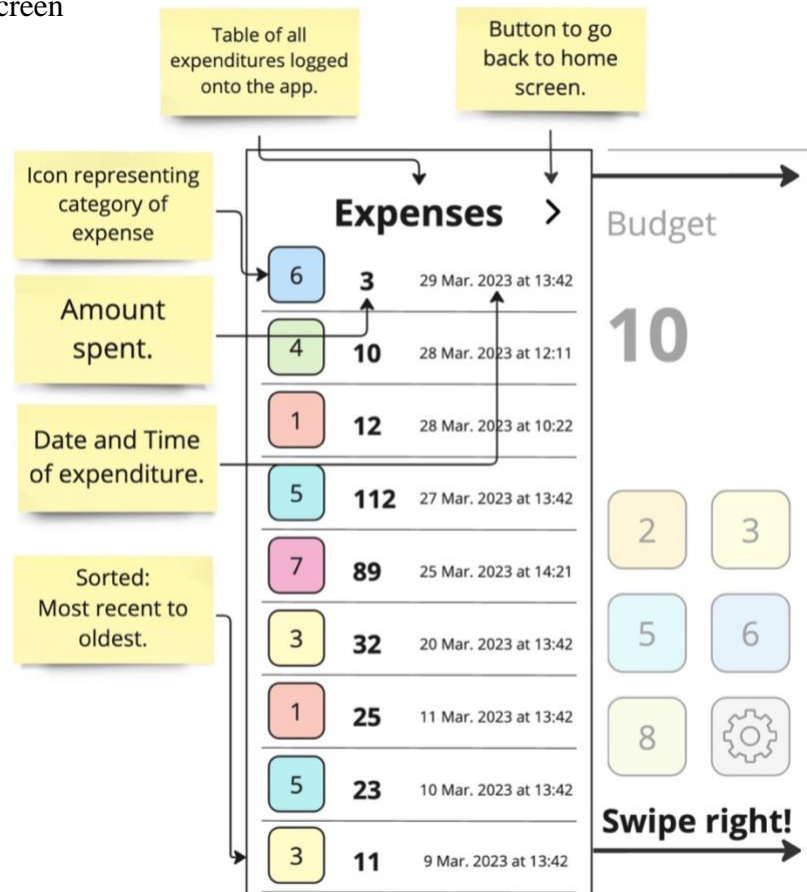 creen
Table of all
expenditures logged
onto the app.
Button to go
back to home
screen.
Icon representing
category of
expense
Amount
spent.
Date and Time
of expenditure.
Sorted:
Most recent to
oldest.
Expenses >
6 3 29 Mar. 2023 at 13:42
4 10 28 Mar. 2023 at 12:11
1 12 28 Mar. 2023 at 10:22
5 112 27 Mar. 2023 at 13:42
7 89 25 Mar. 2023 at 14:21
3 32 20 Mar. 2023 at 13:42
1 25 11 Mar. 2023 at 13:42
5 23 10 Mar. 2023 at 13:42
3 11 9 Mar. 2023 at 13:42
Budget
10
2 3
5 6
8
Swipe right!